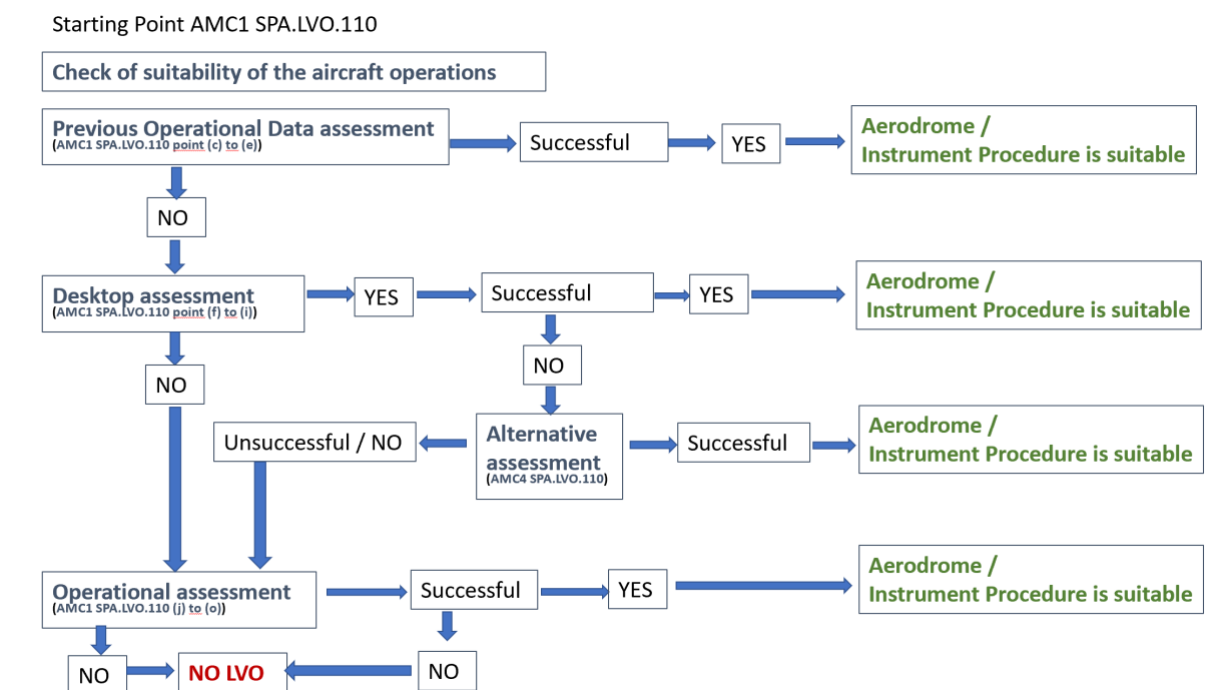 Starting Point AMC1 SPA.LVO.110
Check of suitability of the aircraft operations
Previous Operational Data assessment
(AMC1 SPA.LVO.110 point (c) to (e))
Successful
YES
Aerodrome /
Instrument Procedure is suitable
NO
Desktop assessment
(AMC1 SPA.LVO.110 point (f) to (i))
YES
Successful
YES
Aerodrome /
Instrument Procedure is suitable
NO
NO
Unsuccessful / NO
Alternative
assessment
(AMC4 SPA.LVO.110)
Successful
Aerodrome /
Instrument Procedure is suitable
Operational assessment
(AMC1 SPA.LVO.110 (j) to (o))
Successful
YES
Aerodrome /
Instrument Procedure is suitable
NO
NO LVO
NO